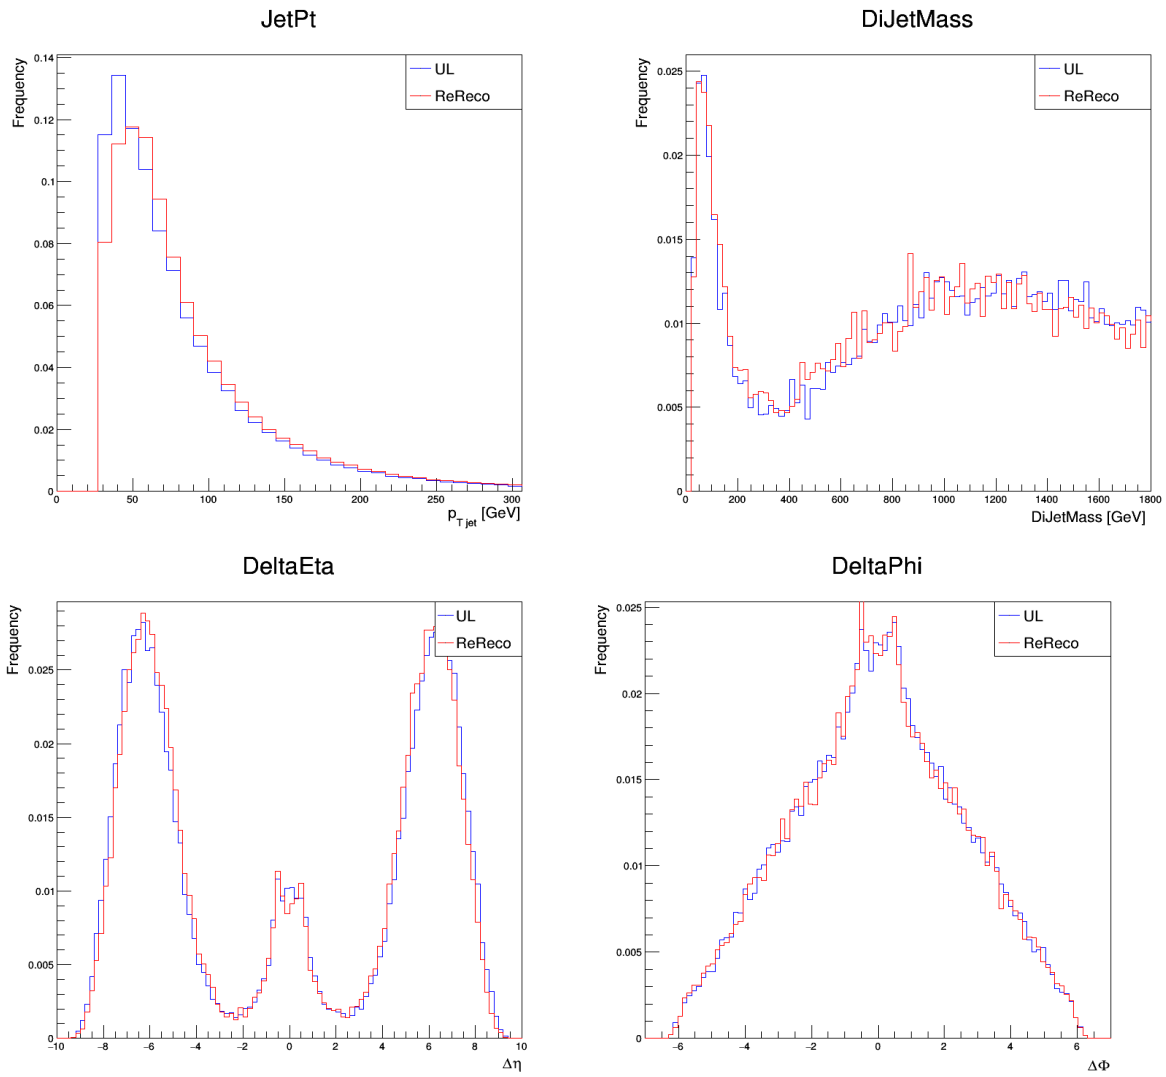 JetPt
Frequency
0.14
0.12
0.1
0.08
0.06
0.04
0.02
0
UL
ReReco
0 50 100 150 200 250 300
p_T jet [GeV]
DiJetMass
Frequency
0.025
0.02
0.015
0.01
0.005
0
UL
ReReco
0 200 400 600 800 1000 1200 1400 1600 1800
DiJetMass [GeV]
DeltaEta
Frequency
0.025
0.02
0.015
0.01
0.005
0
UL
ReReco
−10 −8 −6 −4 −2 0 2 4 6 8 10
Δη
DeltaPhi
Frequency
0.025
0.02
0.015
0.01
0.005
0
UL
ReReco
−6 −4 −2 0 2 4 6
ΔΦ